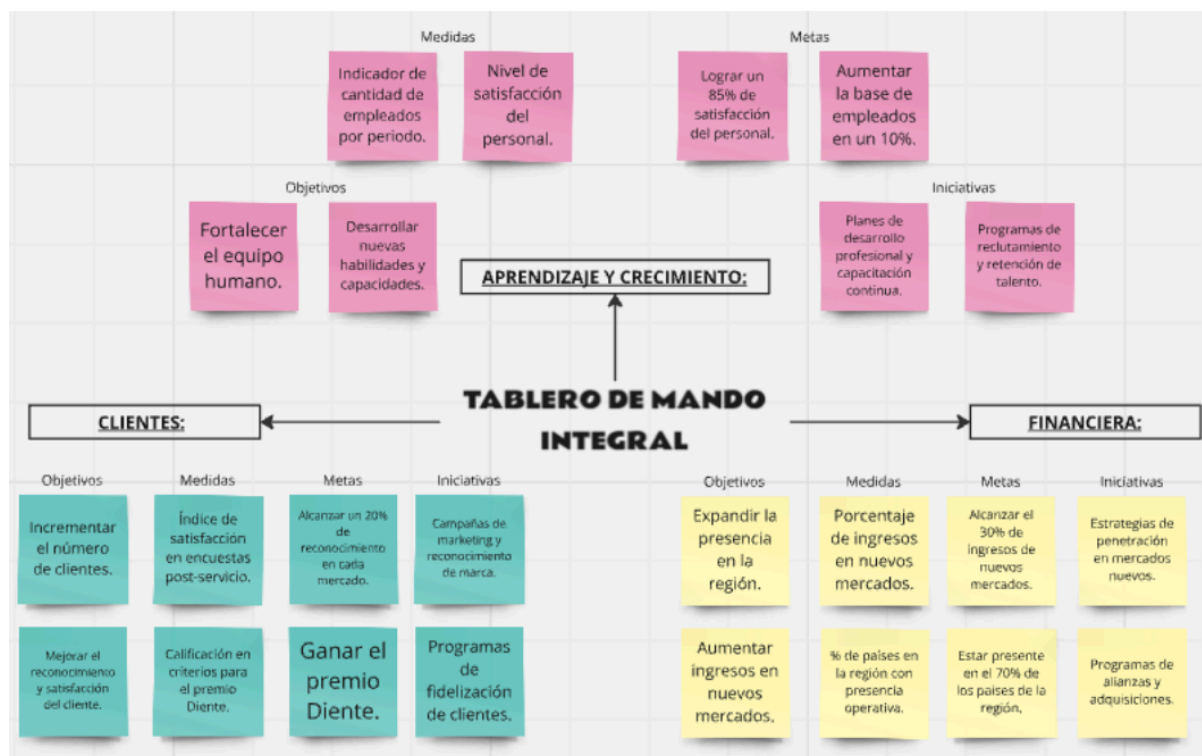 Medidas
Indicador de
cantidad de
empleados
por periodo.
Nivel de
satisfacción
del
personal.
Metas
Lograr un
85% de
satisfacción
del personal.
Aumentar
la base de
empleados
en un 10%.
Objetivos
Fortalecer
el equipo
humano.
Desarrollar
nuevas
habilidades y
capacidades.
Iniciativas
Planes de
desarrollo
profesional y
capacitación
continua.
Programas de
reclutamiento
y retención de
talento.
APRENDIZAJE Y CRECIMIENTO:
TABLERO DE MANDO
INTEGRAL
CLIENTES:
Objetivos
Incrementar
el número
de clientes.
Mejorar el
reconocimiento
y satisfacción
del cliente.
Medidas
Índice de
satisfacción
en encuestas
post-servicio.
Calificación en
criterios para
el premio
Diente.
Metas
Alcanzar un 20%
de
reconocimiento
en cada
mercado.
Ganar el
premio
Diente.
Iniciativas
Campañas de
marketing y
reconocimiento
de marca.
Programas
de
fidelización
de clientes.
FINANCIERA:
Objetivos
Expandir la
presencia
en la
región.
Aumentar
ingresos en
nuevos
mercados.
Medidas
Porcentaje
de ingresos
en nuevos
mercados.
% de países en
la región con
presencia
operativa.
Metas
Alcanzar el
30% de
ingresos de
nuevos
mercados.
Estar presente
en el 70% de
los países de la
región.
Iniciativas
Estrategias de
penetración
en mercados
nuevos.
Programas de
alianzas y
adquisiciones.